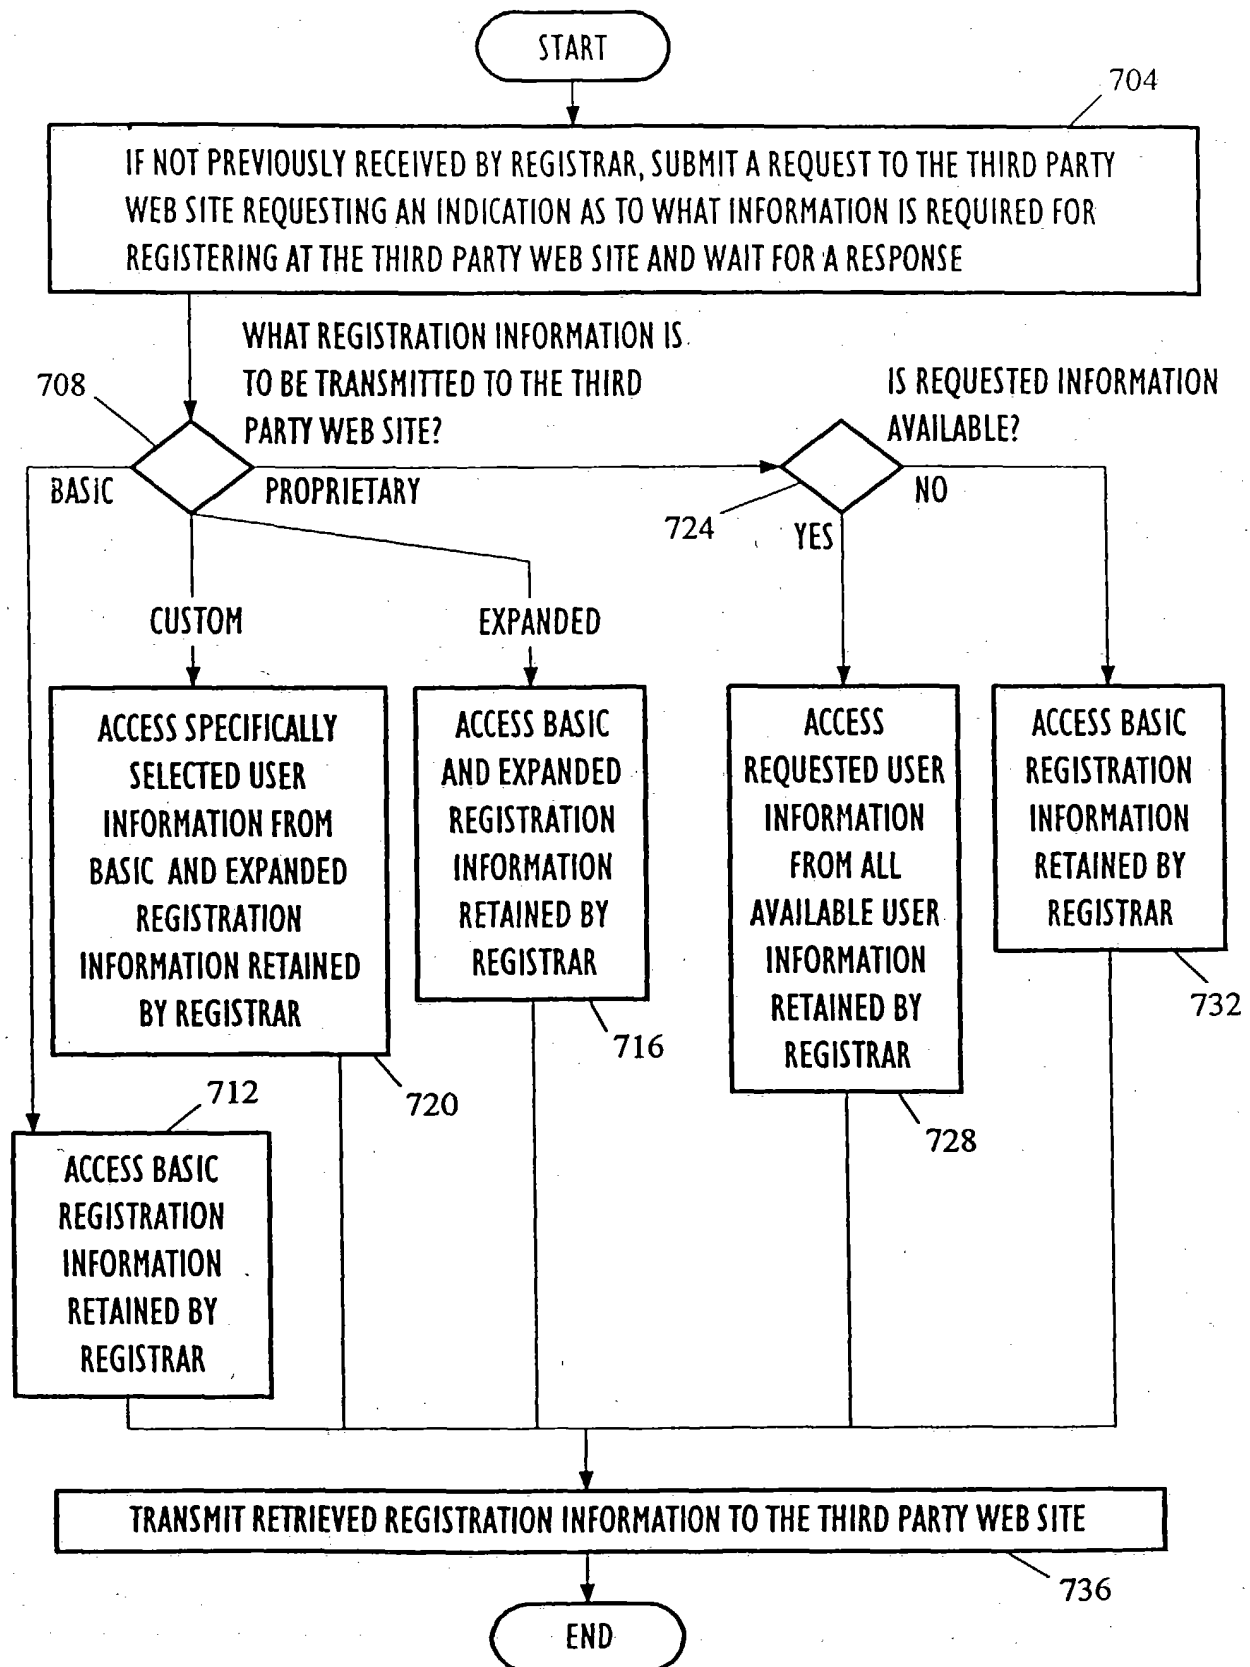 START
704
IF NOT PREVIOUSLY RECEIVED BY REGISTRAR, SUBMIT A REQUEST TO THE THIRD PARTY
WEB SITE REQUESTING AN INDICATION AS TO WHAT INFORMATION IS REQUIRED FOR
REGISTERING AT THE THIRD PARTY WEB SITE AND WAIT FOR A RESPONSE
WHAT REGISTRATION INFORMATION IS
TO BE TRANSMITTED TO THE THIRD
PARTY WEB SITE?
708
IS REQUESTED INFORMATION
AVAILABLE?
BASIC
PROPRIETARY
724
NO
YES
CUSTOM
EXPANDED
ACCESS SPECIFICALLY
SELECTED USER
INFORMATION FROM
BASIC AND EXPANDED
REGISTRATION
INFORMATION RETAINED
BY REGISTRAR
720
ACCESS BASIC
AND EXPANDED
REGISTRATION
INFORMATION
RETAINED BY
REGISTRAR
716
ACCESS
REQUESTED USER
INFORMATION
FROM ALL
AVAILABLE USER
INFORMATION
RETAINED BY
REGISTRAR
728
ACCESS BASIC
REGISTRATION
INFORMATION
RETAINED BY
REGISTRAR
732
712
ACCESS BASIC
REGISTRATION
INFORMATION
RETAINED BY
REGISTRAR
TRANSMIT RETRIEVED REGISTRATION INFORMATION TO THE THIRD PARTY WEB SITE
736
END